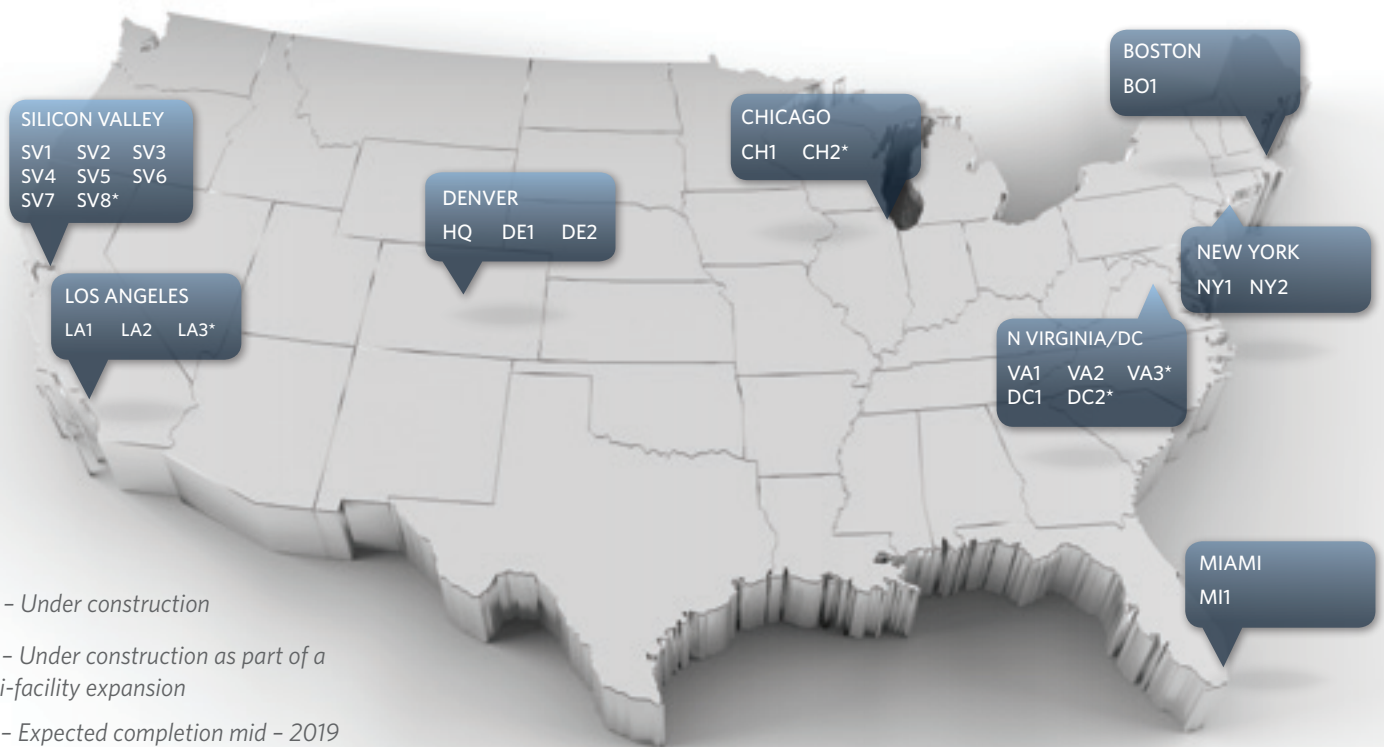 BOSTON
BO1
SILICON VALLEY
SV1 SV2 SV3
SV4 SV5 SV6
SV7 SV8*
CHICAGO
CH1 CH2*
DENVER
HQ DE1 DE2
NEW YORK
NY1 NY2
LOS ANGELES
LA1 LA2 LA3*
N VIRGINIA/DC
VA1 VA2 VA3*
DC1 DC2*
MIAMI
MI1
– Under construction
– Under construction as part of a
i-facility expansion
– Expected completion mid – 2019